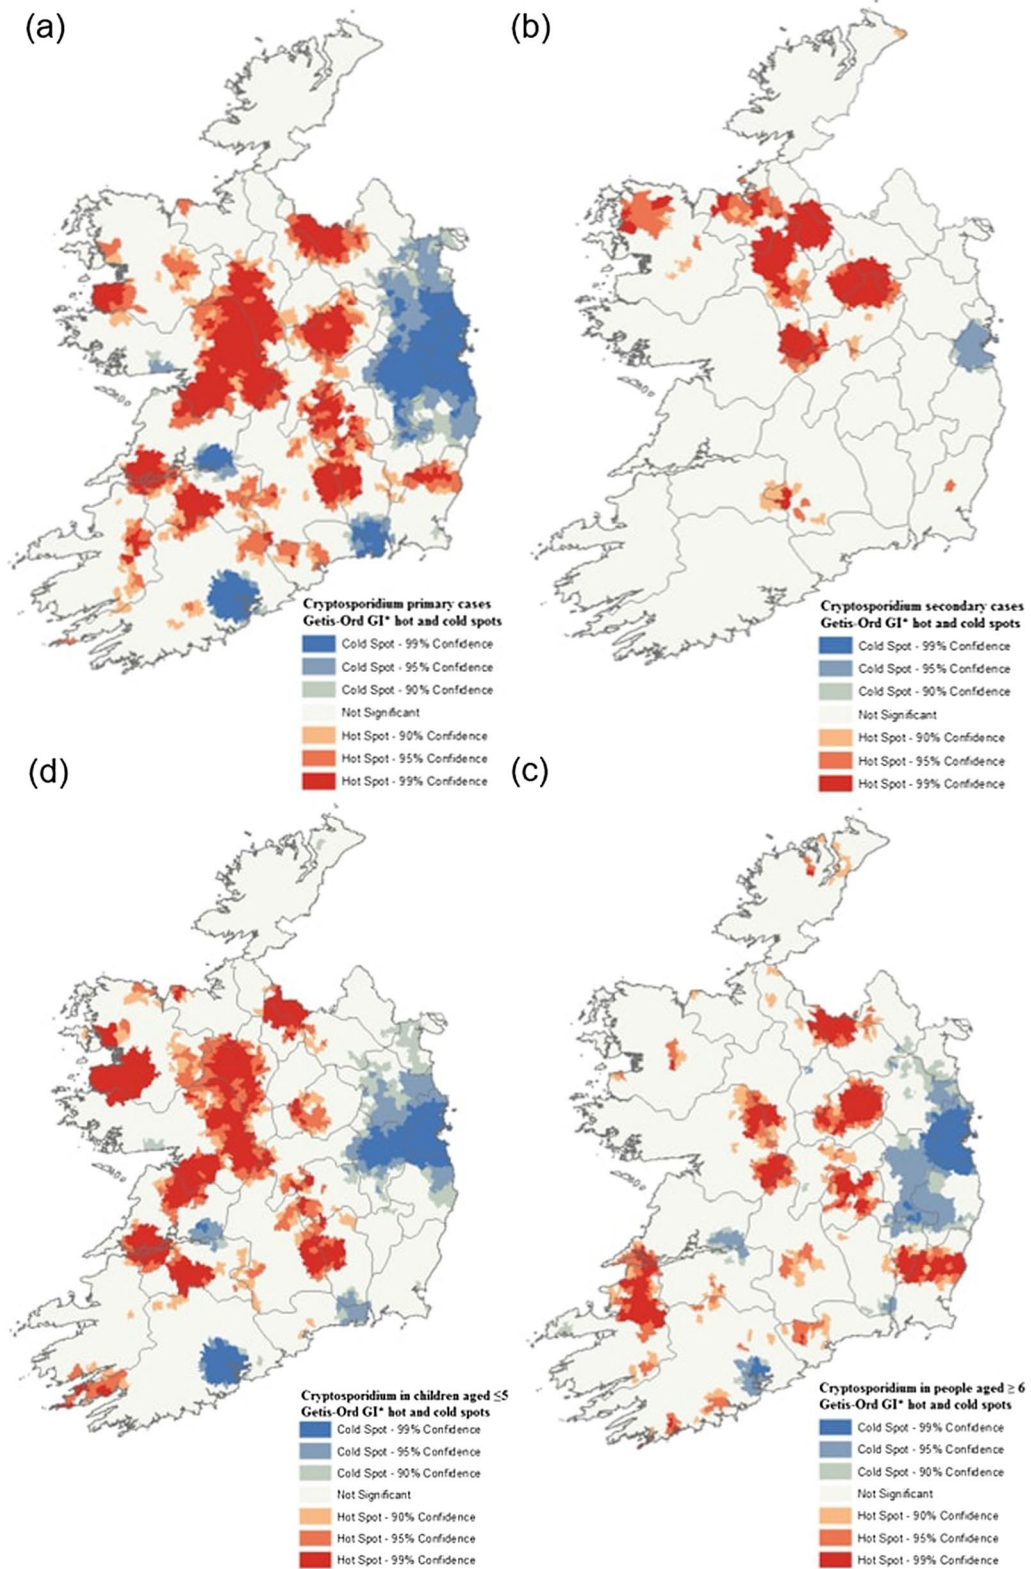 (a)
Cryptosporidium primary cases
Getis-Ord GI* hot and cold spots
Cold Spot - 99% Confidence
Cold Spot - 95% Confidence
Cold Spot - 90% Confidence
Not Significant
Hot Spot - 90% Confidence
Hot Spot - 95% Confidence
Hot Spot - 99% Confidence
(b)
Cryptosporidium secondary cases
Getis-Ord GI* hot and cold spots
Cold Spot - 99% Confidence
Cold Spot - 95% Confidence
Cold Spot - 90% Confidence
Not Significant
Hot Spot - 90% Confidence
Hot Spot - 95% Confidence
Hot Spot - 99% Confidence
(d)
Cryptosporidium in children aged ≤5
Getis-Ord GI* hot and cold spots
Cold Spot - 99% Confidence
Cold Spot - 95% Confidence
Cold Spot - 90% Confidence
Not Significant
Hot Spot - 90% Confidence
Hot Spot - 95% Confidence
Hot Spot - 99% Confidence
(c)
Cryptosporidium in people aged ≥ 6
Getis-Ord GI* hot and cold spots
Cold Spot - 99% Confidence
Cold Spot - 95% Confidence
Cold Spot - 90% Confidence
Not Significant
Hot Spot - 90% Confidence
Hot Spot - 95% Confidence
Hot Spot - 99% Confidence